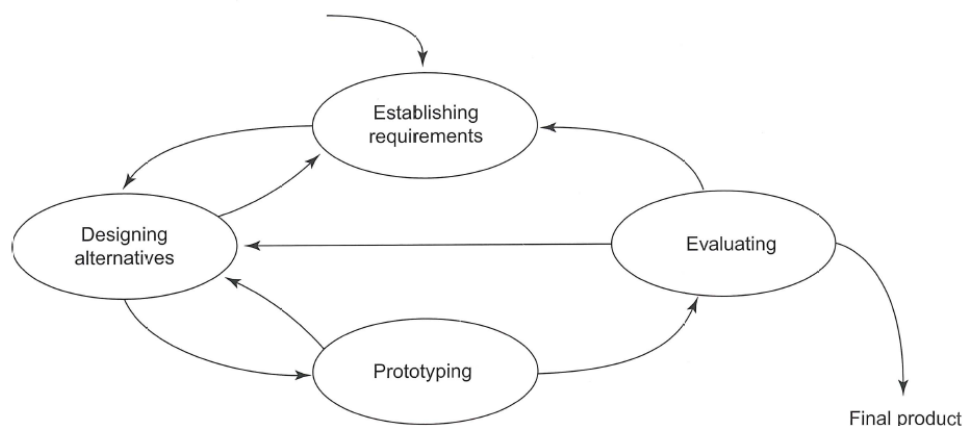 Establishing
requirements
Designing
alternatives
Evaluating
Prototyping
Final product